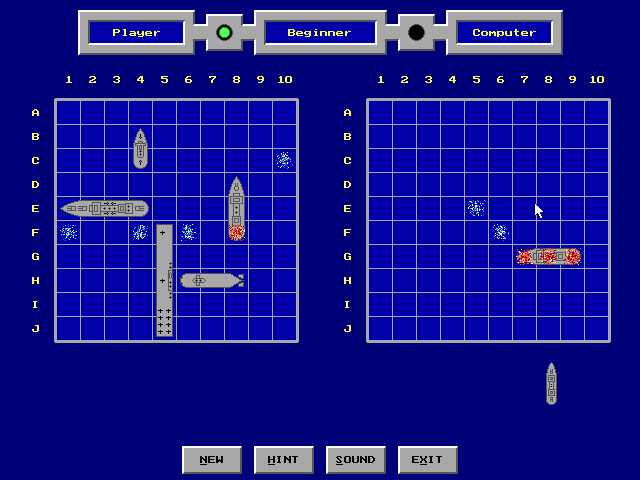 Player Beginner Computer
1 2 3 4 5 6 7 8 9 10 1 2 3 4 5 6 7 8 9 10
A A
B B
C C
D D
E E
F F
G G
H H
I I
J J
NEW HINT SOUND EXIT